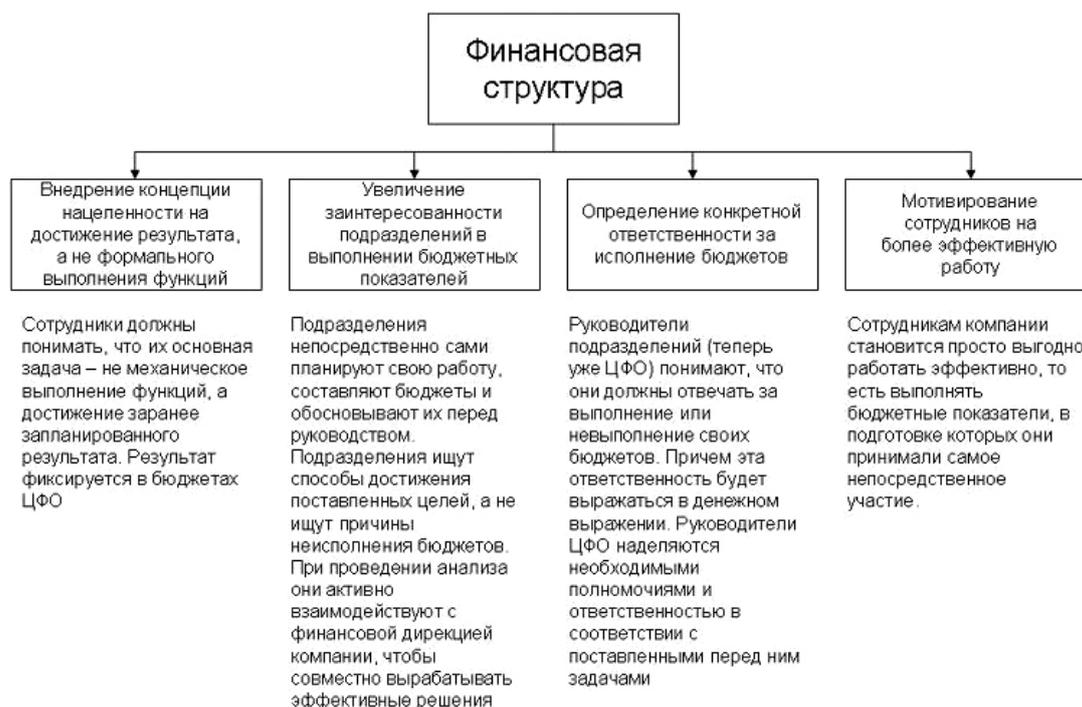 Финансовая
структура
Внедрение концепции
нацеленности на
достижение результата,
а не формального
выполнения функций
Увеличение
заинтересованности
подразделений в
выполнении бюджетных
показателей
Определение конкретной
ответственности за
исполнение бюджетов
Мотивирование
сотрудников на
более эффективную
работу
Сотрудники должны
понимать, что их основная
задача – не механическое
выполнение функций, а
достижение заранее
запланированного
результата. Результат
фиксируется в бюджетах
ЦФО
Подразделения
непосредственно сами
планируют свою работу,
составляют бюджеты и
обосновывают их перед
руководством.
Подразделения ищут
способы достижения
поставленных целей, а не
ищут причины
неисполнения бюджетов.
При проведении анализа
они активно
взаимодействуют с
финансовой дирекцией
компании, чтобы
совместно вырабатывать
эффективные решения
Руководители
подразделений (теперь
уже ЦФО) понимают, что
они должны отвечать за
выполнение или
невыполнение своих
бюджетов. Причем эта
ответственность будет
выражаться в денежном
выражении. Руководители
ЦФО наделяются
необходимыми
полномочиями и
ответственностью в
соответствии с
поставленными перед ним
задачами
Сотрудникам компании
становится просто выгодно
работать эффективно, то
есть выполнять
бюджетные показатели, в
подготовке которых они
принимали самое
непосредственное
участие.